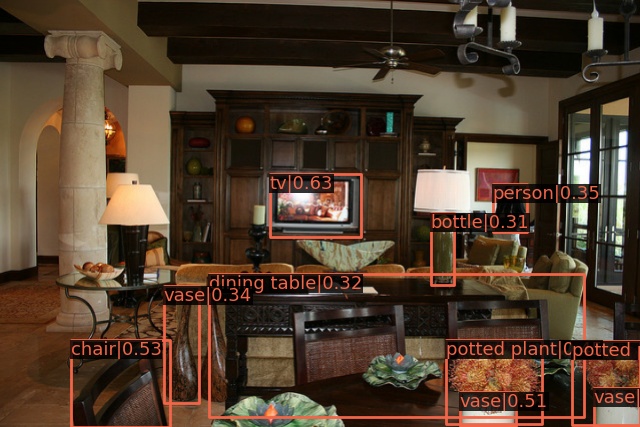 tv|0.63
person|0.35
bottle|0.31
dining table|0.32
vase|0.34
chair|0.53
potted plant|0
potted
vase|
vase|0.51